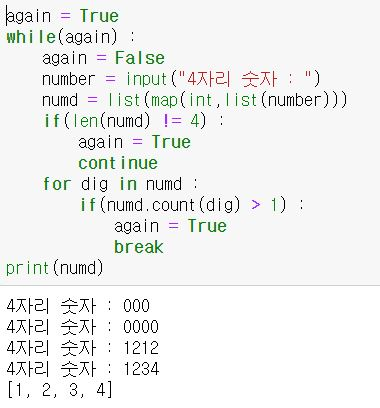 again = True
while(again) :
    again = False
    number = input("4자리 숫자 : ")
    numd = list(map(int,list(number)))
    if(len(numd) != 4) :
        again = True
        continue
    for dig in numd :
        if(numd.count(dig) > 1) :
            again = True
            break
print(numd)
4자리 숫자 : 000
4자리 숫자 : 0000
4자리 숫자 : 1212
4자리 숫자 : 1234
[1, 2, 3, 4]